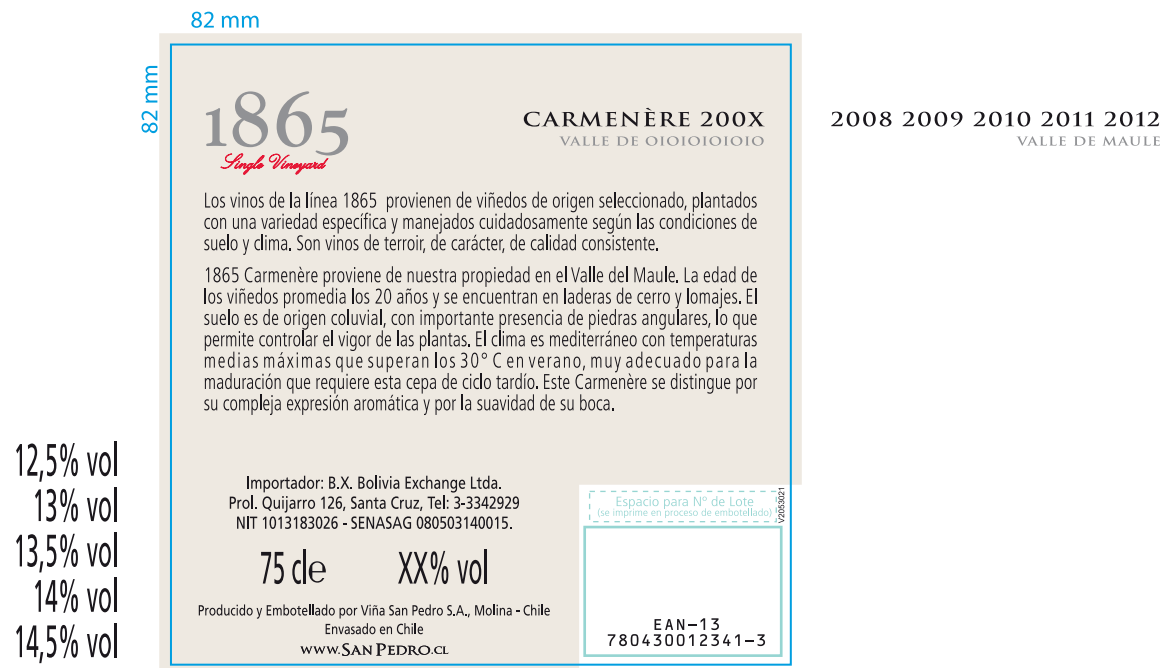 82 mm
82 mm
1865
Single Vineyard
CARMENÈRE 200X
VALLE DE OIOIOIOIOIO
2008 2009 2010 2011 2012
VALLE DE MAULE
Los vinos de la línea 1865 provienen de viñedos de origen seleccionado, plantados
con una variedad específica y manejados cuidadosamente según las condiciones de
suelo y clima. Son vinos de terroir, de carácter, de calidad consistente.
1865 Carmenère proviene de nuestra propiedad en el Valle del Maule. La edad de
los viñedos promedia los 20 años y se encuentran en laderas de cerro y lomajes. El
suelo es de origen coluvial, con importante presencia de piedras angulares, lo que
permite controlar el vigor de las plantas. El clima es mediterráneo con temperaturas
medias máximas que superan los 30° C en verano, muy adecuado para la
maduración que requiere esta cepa de ciclo tardío. Este Carmenère se distingue por
su compleja expresión aromática y por la suavidad de su boca.
12,5% vol
13% vol
13,5% vol
14% vol
14,5% vol
Importador: B.X. Bolivia Exchange Ltda.
Prol. Quijarro 126, Santa Cruz, Tel: 3-3342929
NIT 1013183026 - SENASAG 080503140015.
75 cle XX% vol
Producido y Embotellado por Viña San Pedro S.A., Molina - Chile
Envasado en Chile
WWW.SAN PEDRO.CL
Espacio para Nº de Lote
(se imprime en proceso de embotellado)
V2053021
EAN-13
780430012341-3